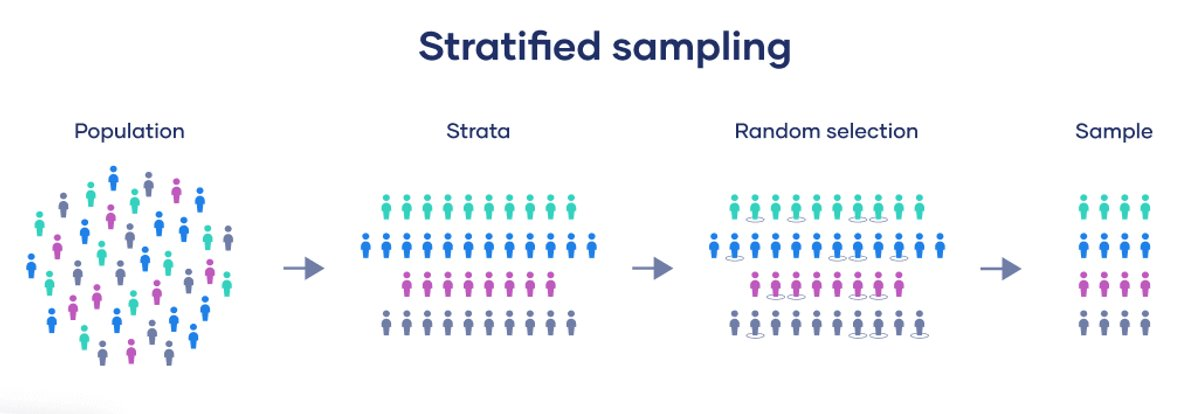 Stratified sampling
Population
Strata
Random selection
Sample